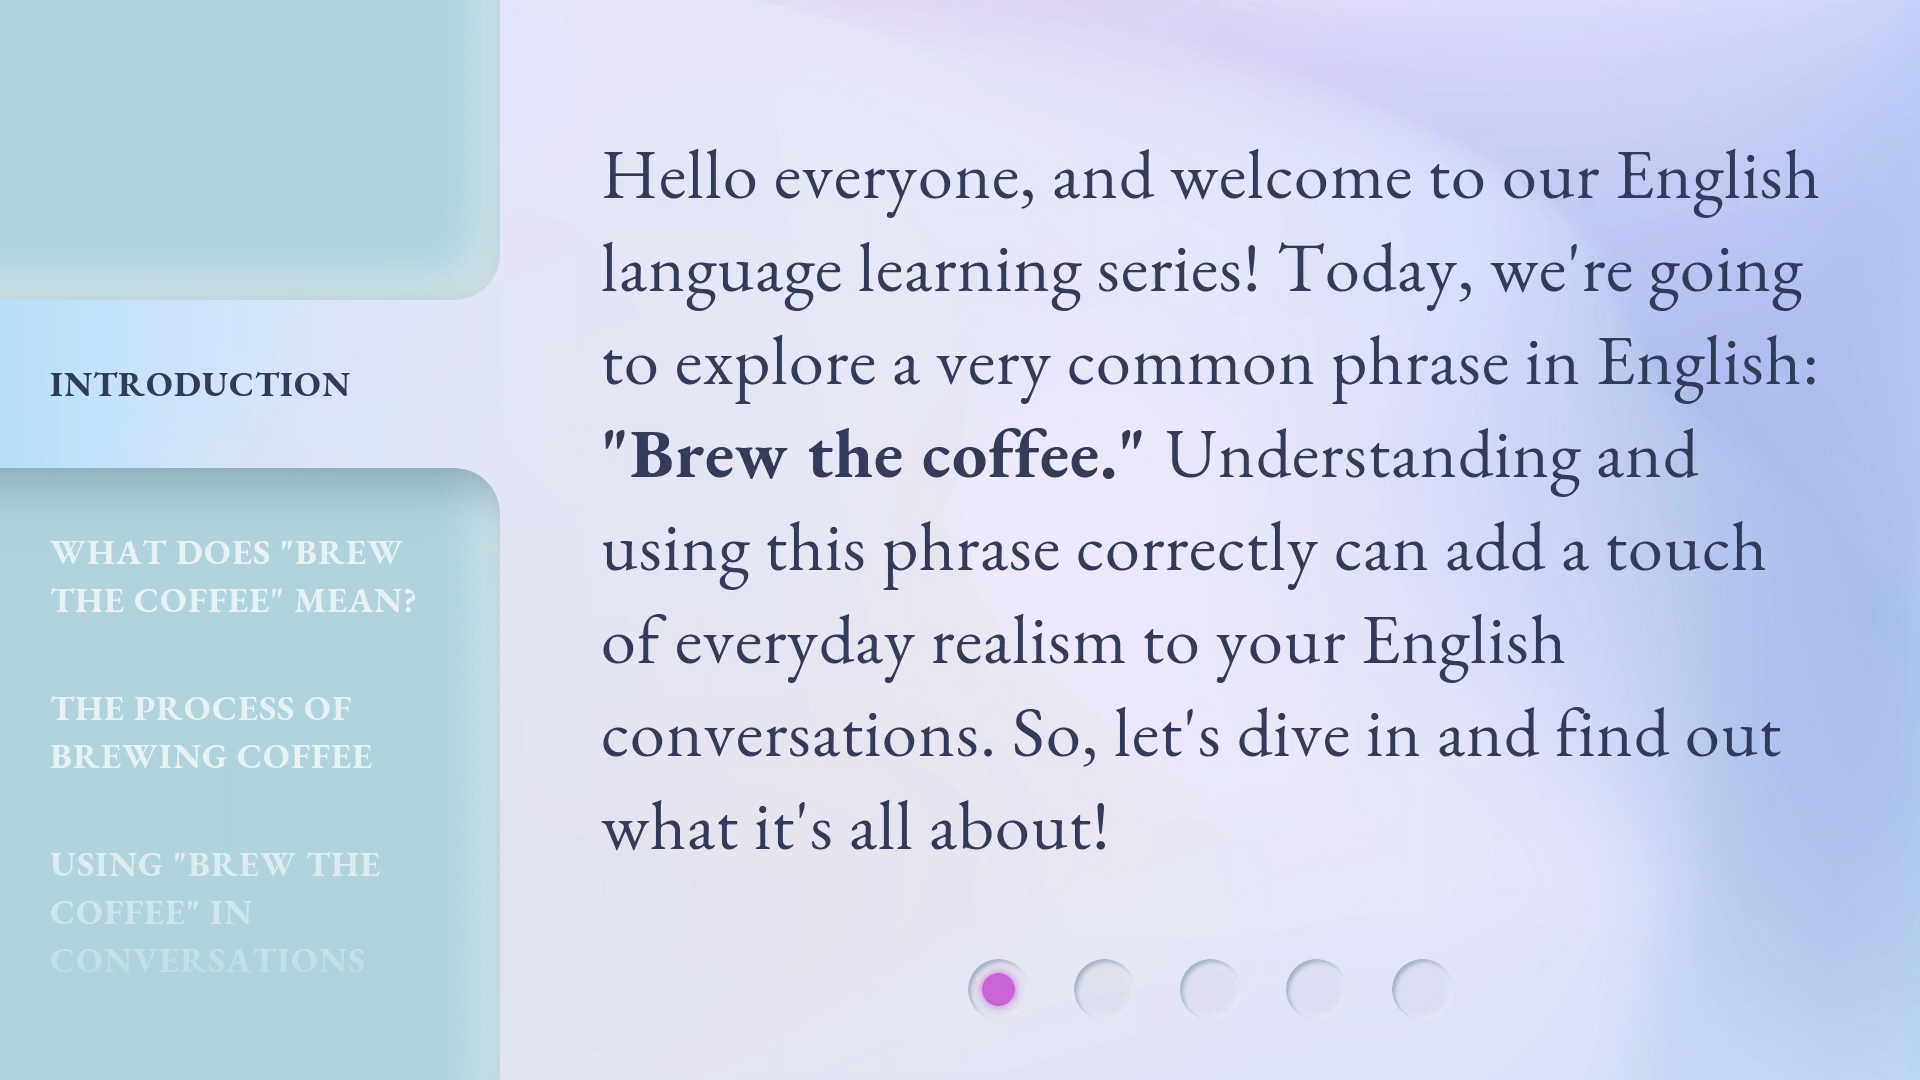 INTRODUCTION
WHAT DOES "BREW
THE COFFEE" MEAN?
THE PROCESS OF
BREWING COFFEE
USING "BREW THE
COFFEE" IN
CONVERSATIONS
Hello everyone, and welcome to our English
language learning series! Today, we're going
to explore a very common phrase in English:
"Brew the coffee." Understanding and
using this phrase correctly can add a touch
of everyday realism to your English
conversations. So, let's dive in and find out
what it's all about!